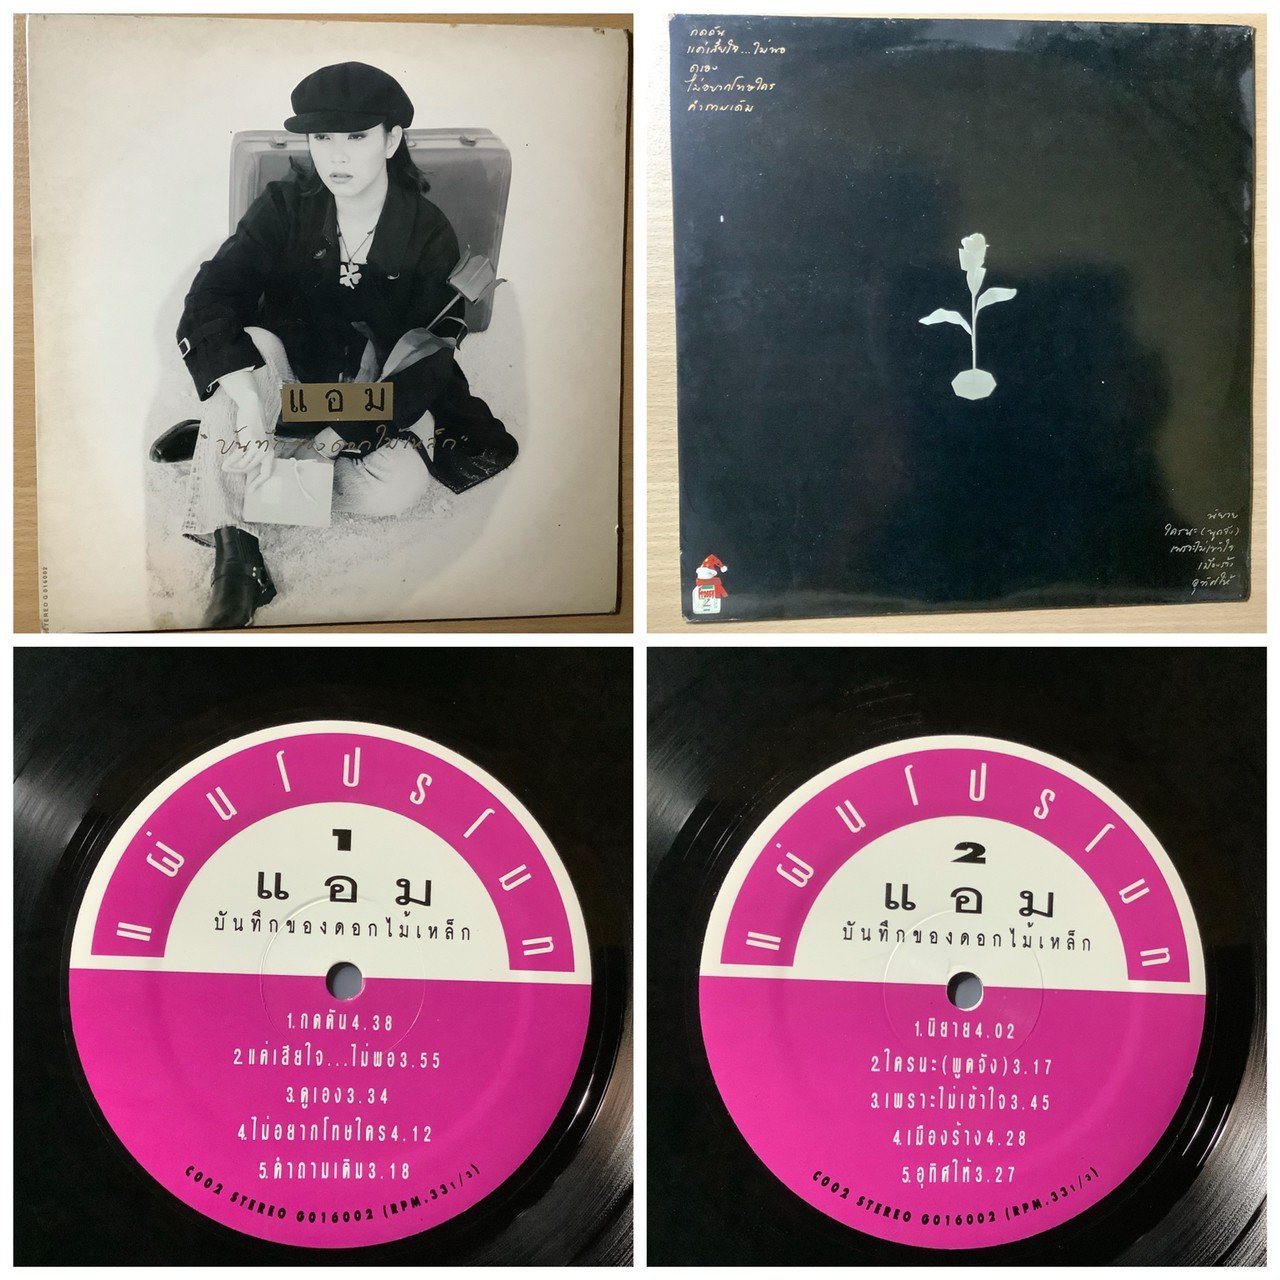 แอม
"บันทึกของดอกไม้เหล็ก"
STEREO G 016002
กดดัน
แค่เสียใจ...ไม่พอ
ดูเอง
ไม่อยากโทษใคร
คำถามเดิม
นิยาย
ใครนะ (พูดจัง)
เพราะไม่เข้าใจ
เมืองร้าง
อุทิศให้
แผ่นโปรโมท
1
แอม
บันทึกของดอกไม้เหล็ก
1.กดดัน4.38
2.แค่เสียใจ...ไม่พอ3.55
3.ดูเอง3.34
4.ไม่อยากโทษใคร4.12
5.คำถามเดิม3.18
C002 STEREO G016002 (RPM.33 1/3)
แผ่นโปรโมท
2
แอม
บันทึกของดอกไม้เหล็ก
1.นิยาย4.02
2.ใครนะ(พูดจัง)3.17
3.เพราะไม่เข้าใจ3.45
4.เมืองร้าง4.28
5.อุทิศให้3.27
C002 STEREO G016002 (RPM.33 1/3)